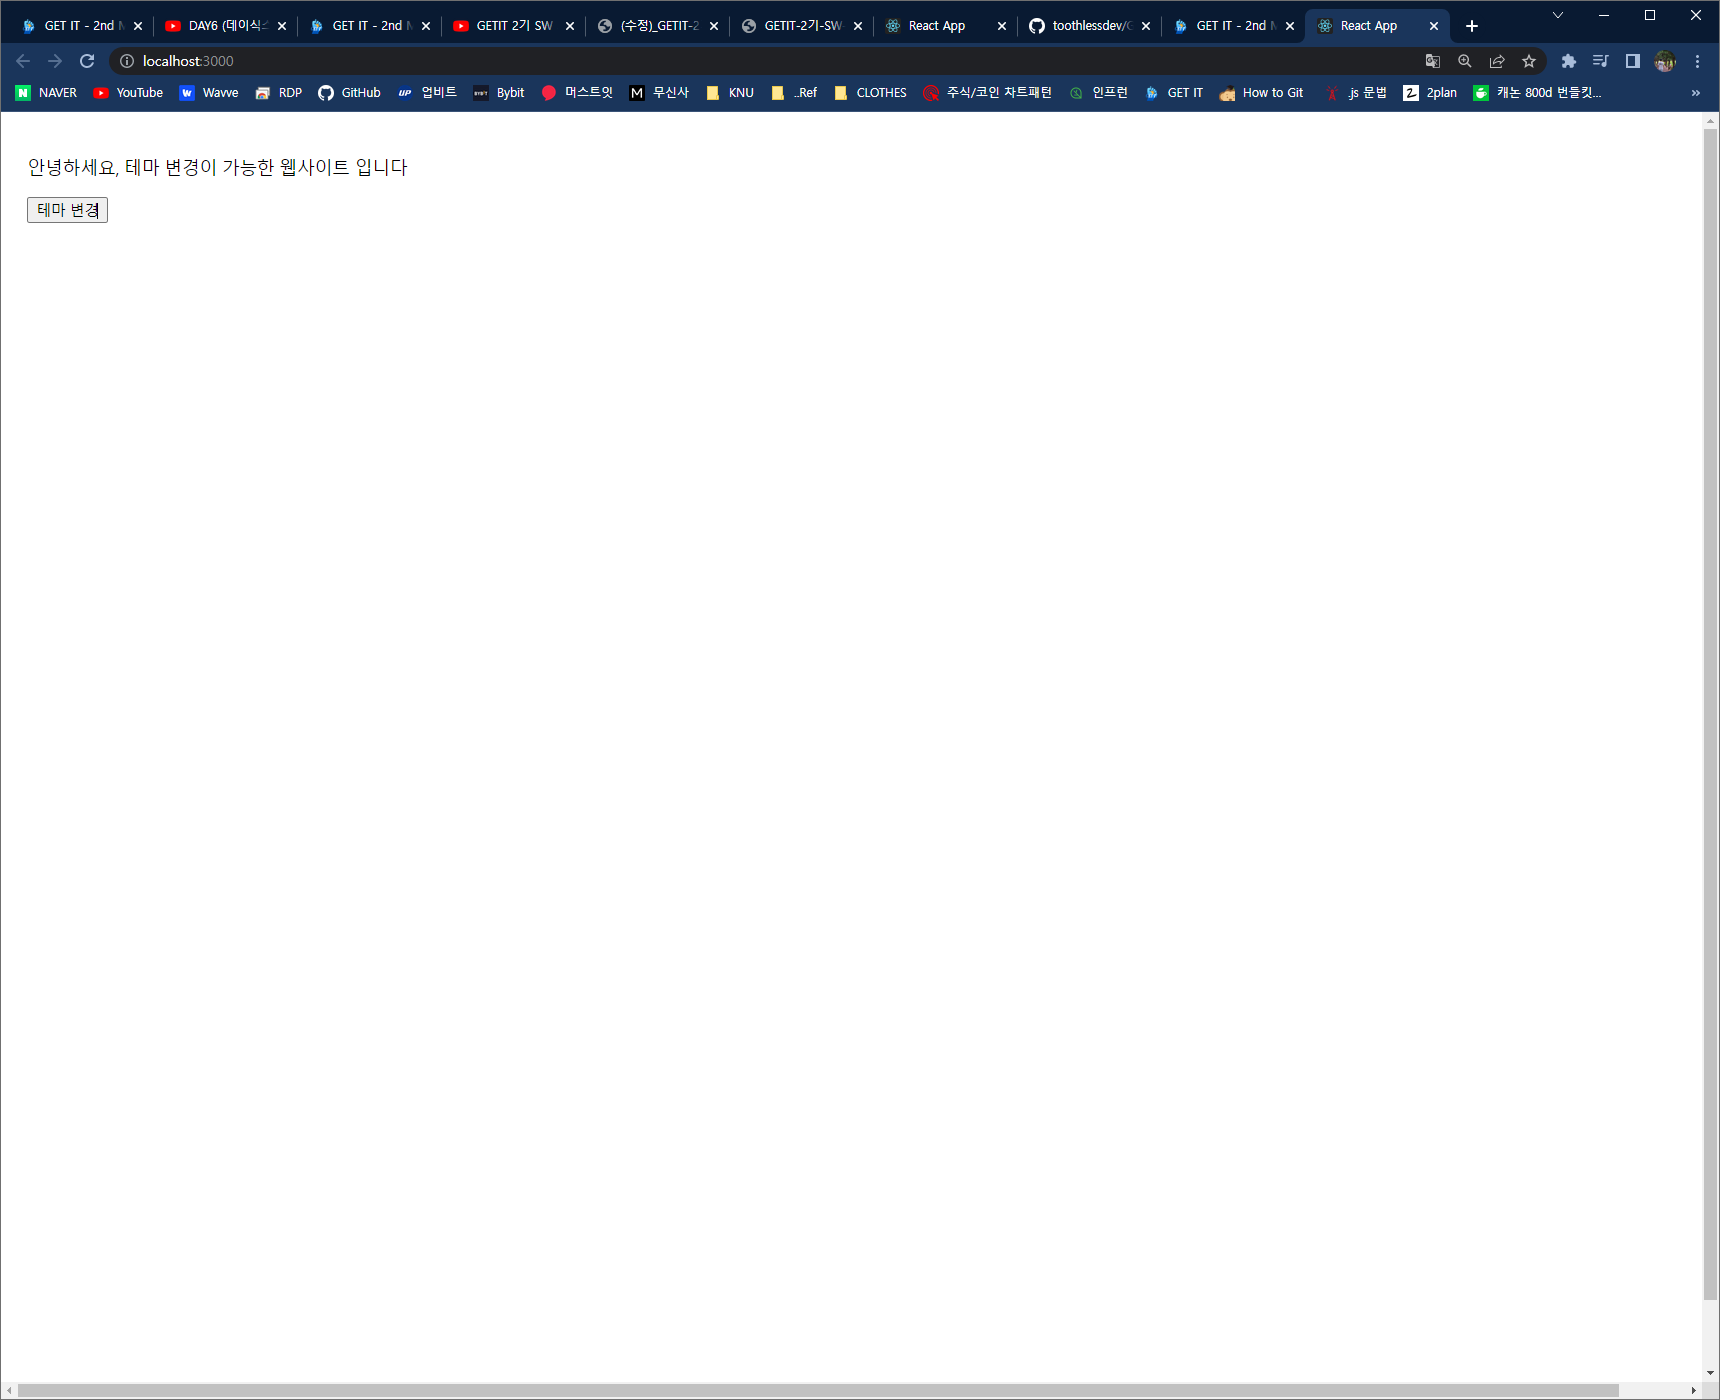 GET IT - 2nd DAY6 (데이식 GET IT - 2nd GETIT 2기 SW (수정)_GETIT-2 GETIT-2기-SW- React App toothlessdev/ GET IT - 2nd React App
localhost:3000
NAVER YouTube Wavve RDP GitHub UP 업비트 Bybit 머스트잇 M 무신사 KNU ..Ref CLOTHES 주식/코인 차트패턴 인프런 GET IT How to Git .js 문법 2plan 캐논 800d 번들킷... »
안녕하세요, 테마 변경이 가능한 웹사이트 입니다
테마 변경